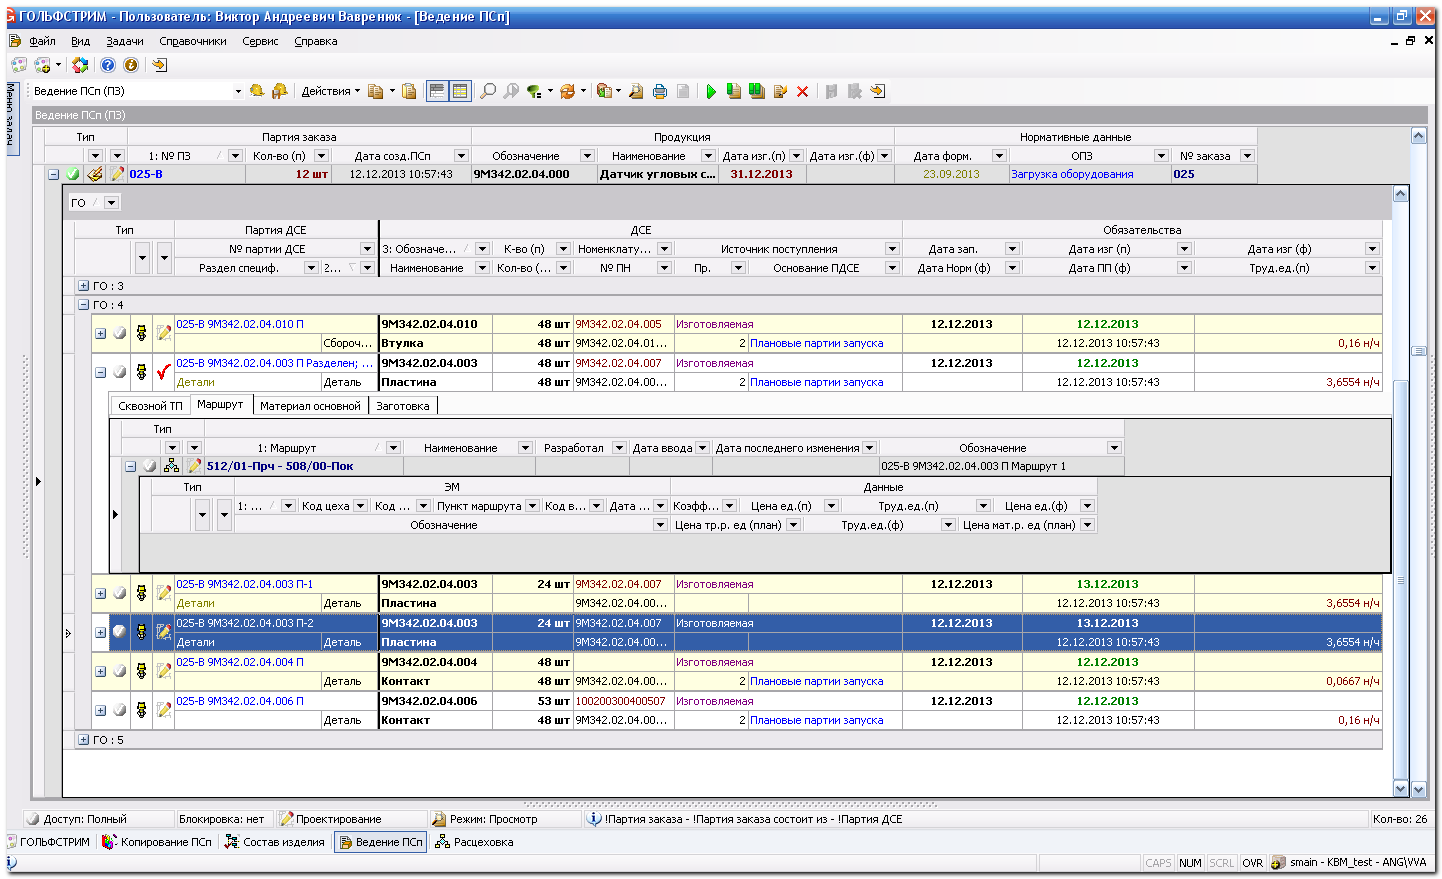 ГОЛЬФСТРИМ - Пользователь: Виктор Андреевич Вавренюк - [Ведение ПСп]
Файл Вид Задачи Справочники Сервис Справка
Меню задач
Ведение ПСп (ПЗ) Действия
Ведение ПСп (ПЗ)
Тип Партия заказа Продукция Нормативные данные
1: № ПЗ Кол-во (п) Дата созд.ПСп Обозначение Наименование Дата изг.(п) Дата изг.(ф) Дата форм. ОПЗ № заказа
025-В 12 шт 12.12.2013 10:57:43 9М342.02.04.000 Датчик угловых с... 31.12.2013 23.09.2013 Загрузка оборудования 025
ГО
Тип Партия ДСЕ ДСЕ Обязательства
№ партии ДСЕ 3: Обозначе... К-во (п) Номенклату... Источник поступления Дата зап. Дата изг (п) Дата изг (ф)
Раздел специф. 2... Наименование Кол-во (... № ПН Пр. Основание ПДСЕ Дата Норм (ф) Дата ПП (ф) Труд.ед.(п)
ГО : 3
ГО : 4
025-В 9М342.02.04.010 П 9М342.02.04.010 48 шт 9М342.02.04.005 Изготовляемая 12.12.2013 12.12.2013
Сбороч... Втулка 48 шт 9М342.02.04.01... 2 Плановые партии запуска 12.12.2013 10:57:43 0,16 н/ч
025-В 9М342.02.04.003 П Разделен; ... 9М342.02.04.003 48 шт 9М342.02.04.007 Изготовляемая 12.12.2013 12.12.2013
Детали Деталь Пластина 48 шт 9М342.02.04.00... 2 Плановые партии запуска 12.12.2013 10:57:43 3,6554 н/ч
Сквозной ТП Маршрут Материал основной Заготовка
Тип
1: Маршрут Наименование Разработал Дата ввода Дата последнего изменения Обозначение
512/01-Прч - 508/00-Пок 025-В 9М342.02.04.003 П Маршрут 1
Тип ЭМ Данные
1: ... Код цеха Код ... Пункт маршрута Код в... Дата ... Коэфф... Цена ед.(п) Труд.ед.(п) Цена ед.(ф)
Обозначение Цена тр.р. ед (план) Труд.ед.(ф) Цена мат.р. ед (план)
025-В 9М342.02.04.003 П-1 9М342.02.04.003 24 шт 9М342.02.04.007 Изготовляемая 12.12.2013 13.12.2013
Детали Деталь Пластина 9М342.02.04.00... 12.12.2013 10:57:43 3,6554 н/ч
025-В 9М342.02.04.003 П-2 9М342.02.04.003 24 шт 9М342.02.04.007 Изготовляемая 12.12.2013 13.12.2013
Детали Деталь Пластина 9М342.02.04.00... 12.12.2013 10:57:43 3,6554 н/ч
025-В 9М342.02.04.004 П 9М342.02.04.004 48 шт Изготовляемая 12.12.2013 12.12.2013
Деталь Контакт 48 шт 9М342.02.04.00... 2 Плановые партии запуска 12.12.2013 10:57:43 0,0667 н/ч
025-В 9М342.02.04.006 П 9М342.02.04.006 53 шт 100200300400507 Изготовляемая 12.12.2013 12.12.2013
Деталь Контакт 48 шт 9М342.02.04.00... 2 Плановые партии запуска 12.12.2013 10:57:43 0,16 н/ч
ГО : 5
Доступ: Полный Блокировка: нет Проектирование Режим: Просмотр !Партия заказа - !Партия заказа состоит из - !Партия ДСЕ Кол-во: 26
ГОЛЬФСТРИМ Копирование ПСп Состав изделия Ведение ПСп Расцеховка
CAPS NUM SCRL OVR smain - KBM_test - ANG\VVA